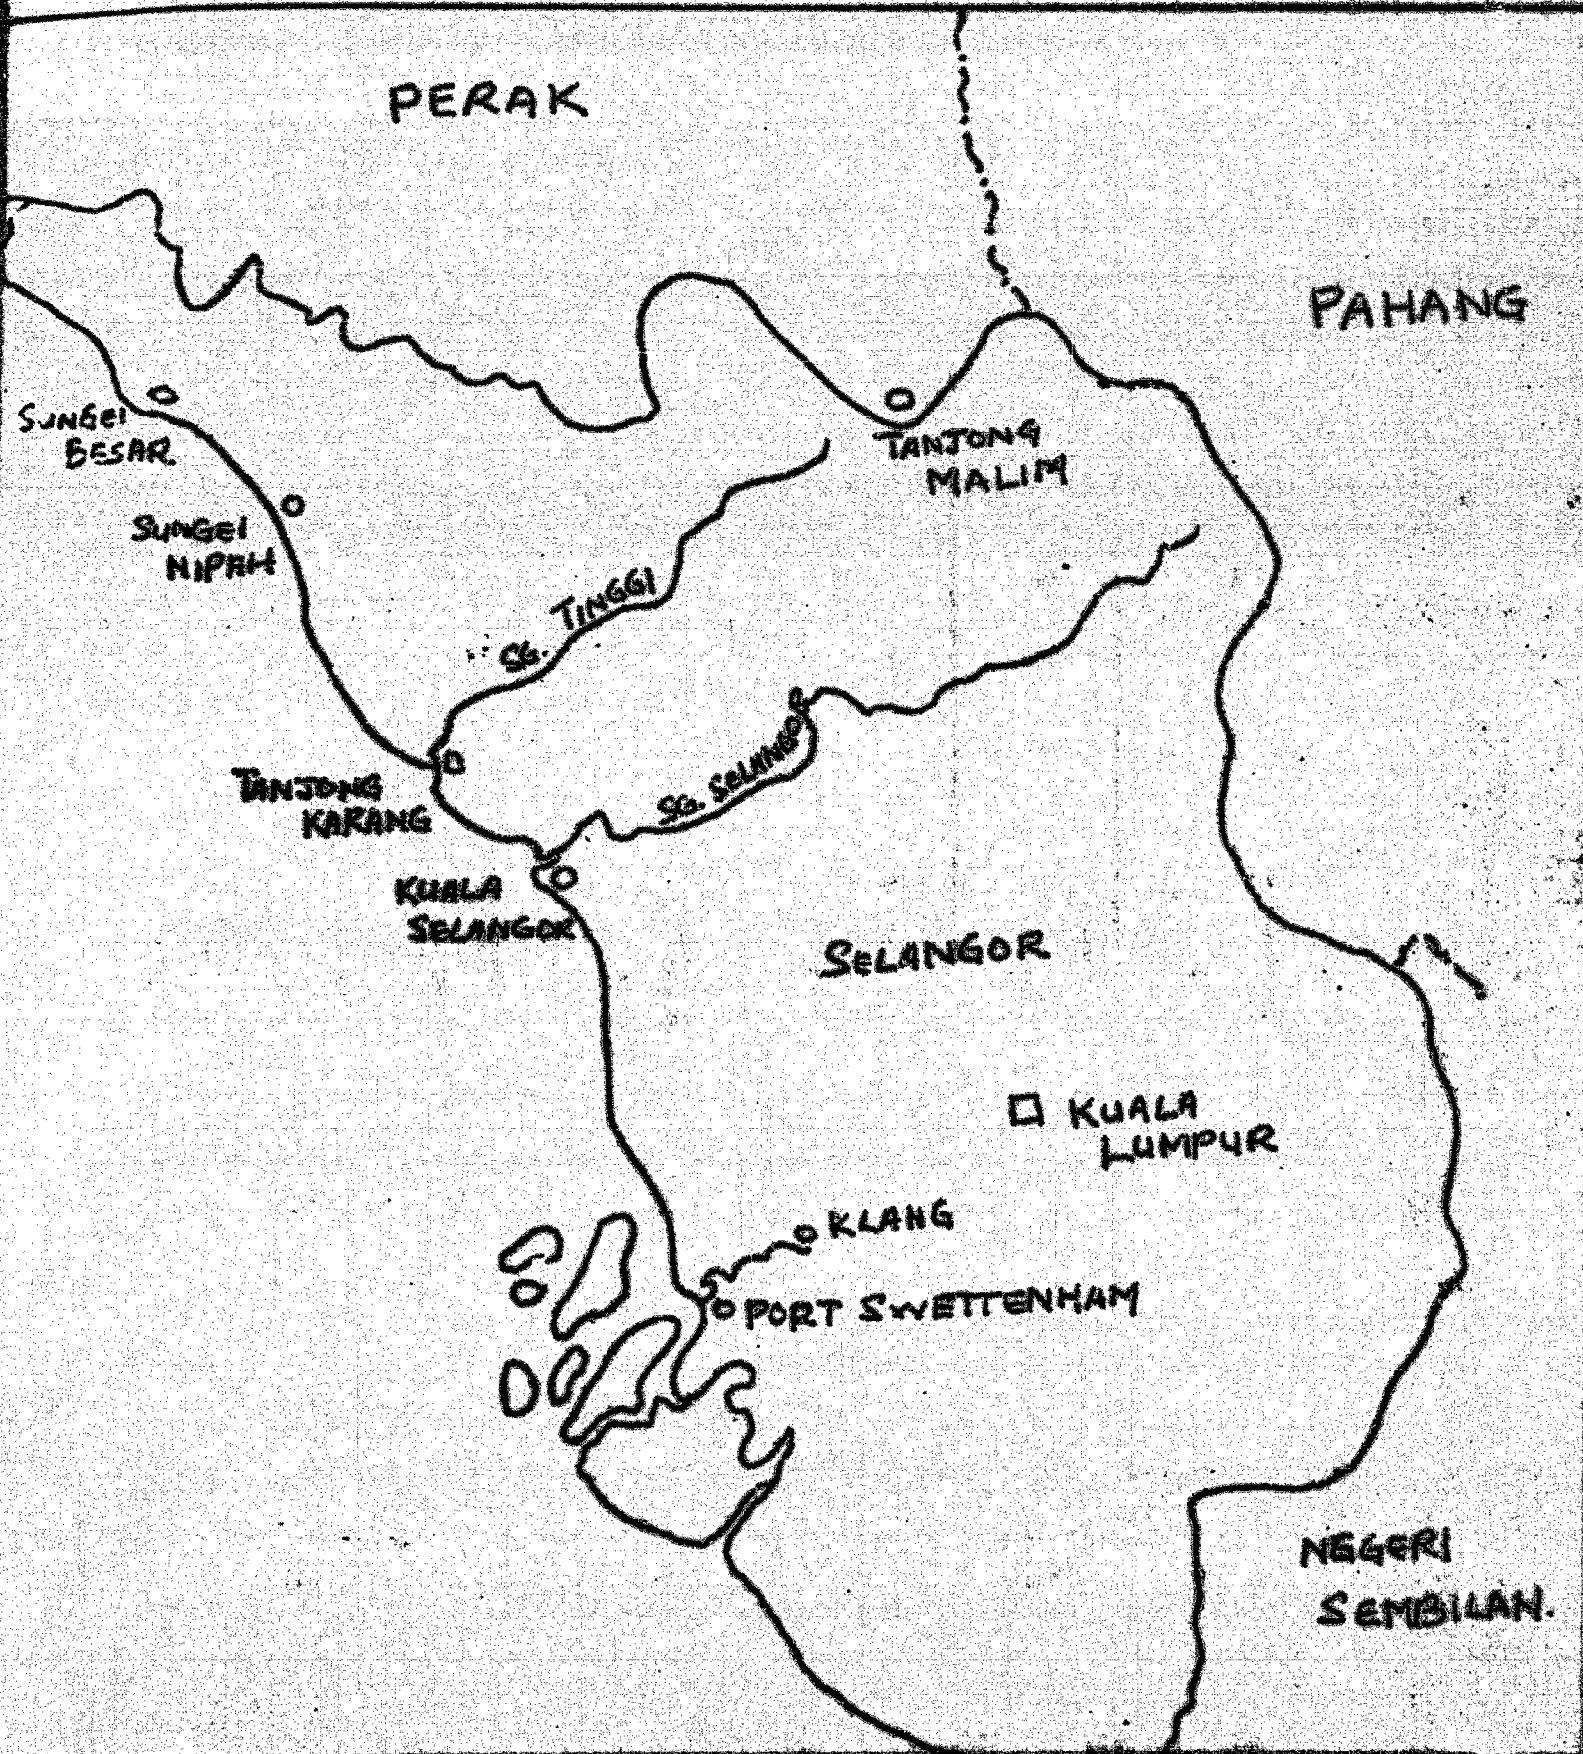 PERAK
PAHANG
SUNGEI
BESAR.
TANJONG
MALIM
SUNGEI
NIPAH
SG. TINGGI
SG. SELANGOR
TANJONG
KARANG
KUALA
SELANGOR
SELANGOR
KUALA
LUMPUR
KLANG
PORT SWETTENHAM
NEGERI
SEMBILAN.